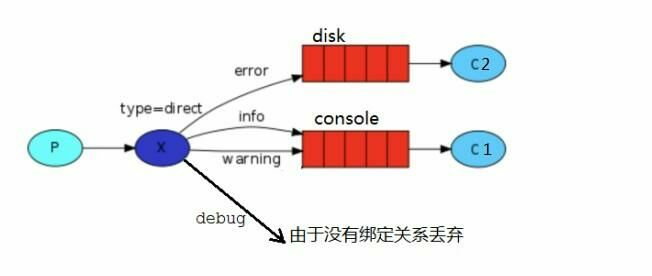 disk
error
C2
type=direct
info
console
P
X
warning
C1
debug
由于没有绑定关系丢弃